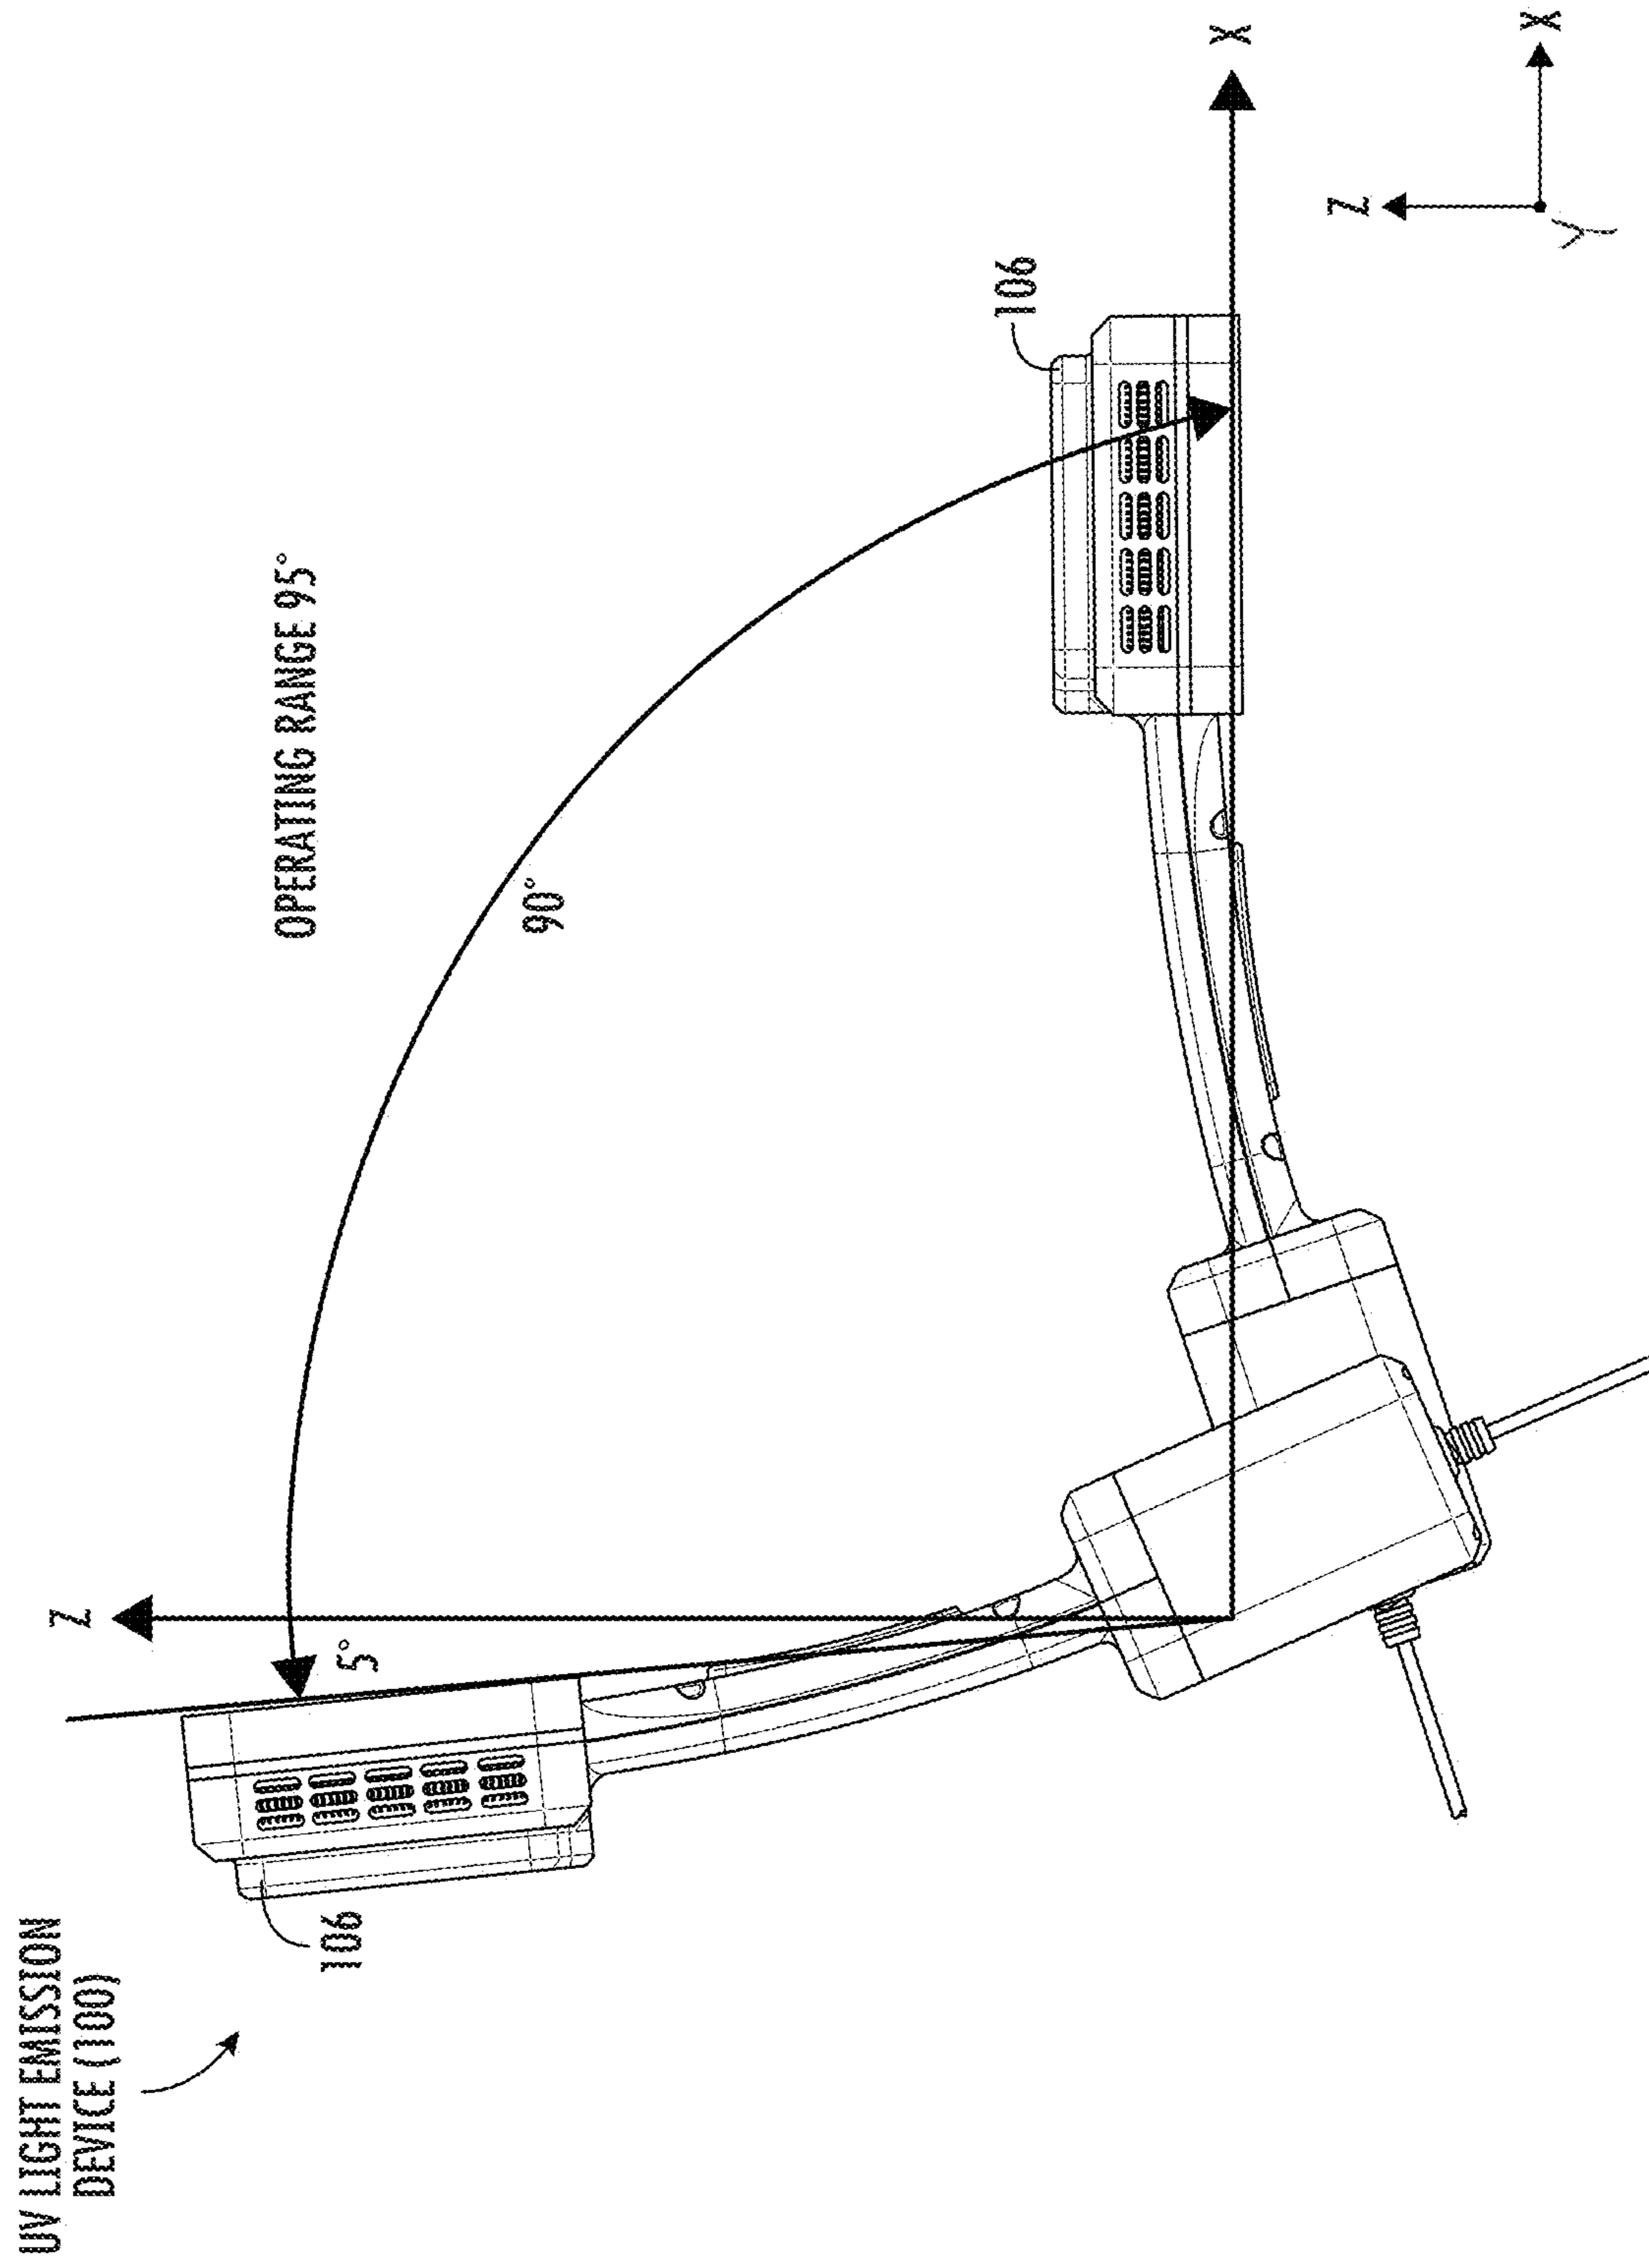 UV LIGHT EMISSION
DEVICE (100)
106
Z
5°
OPERATING RANGE 95°
90°
106
X
Z
Y
X